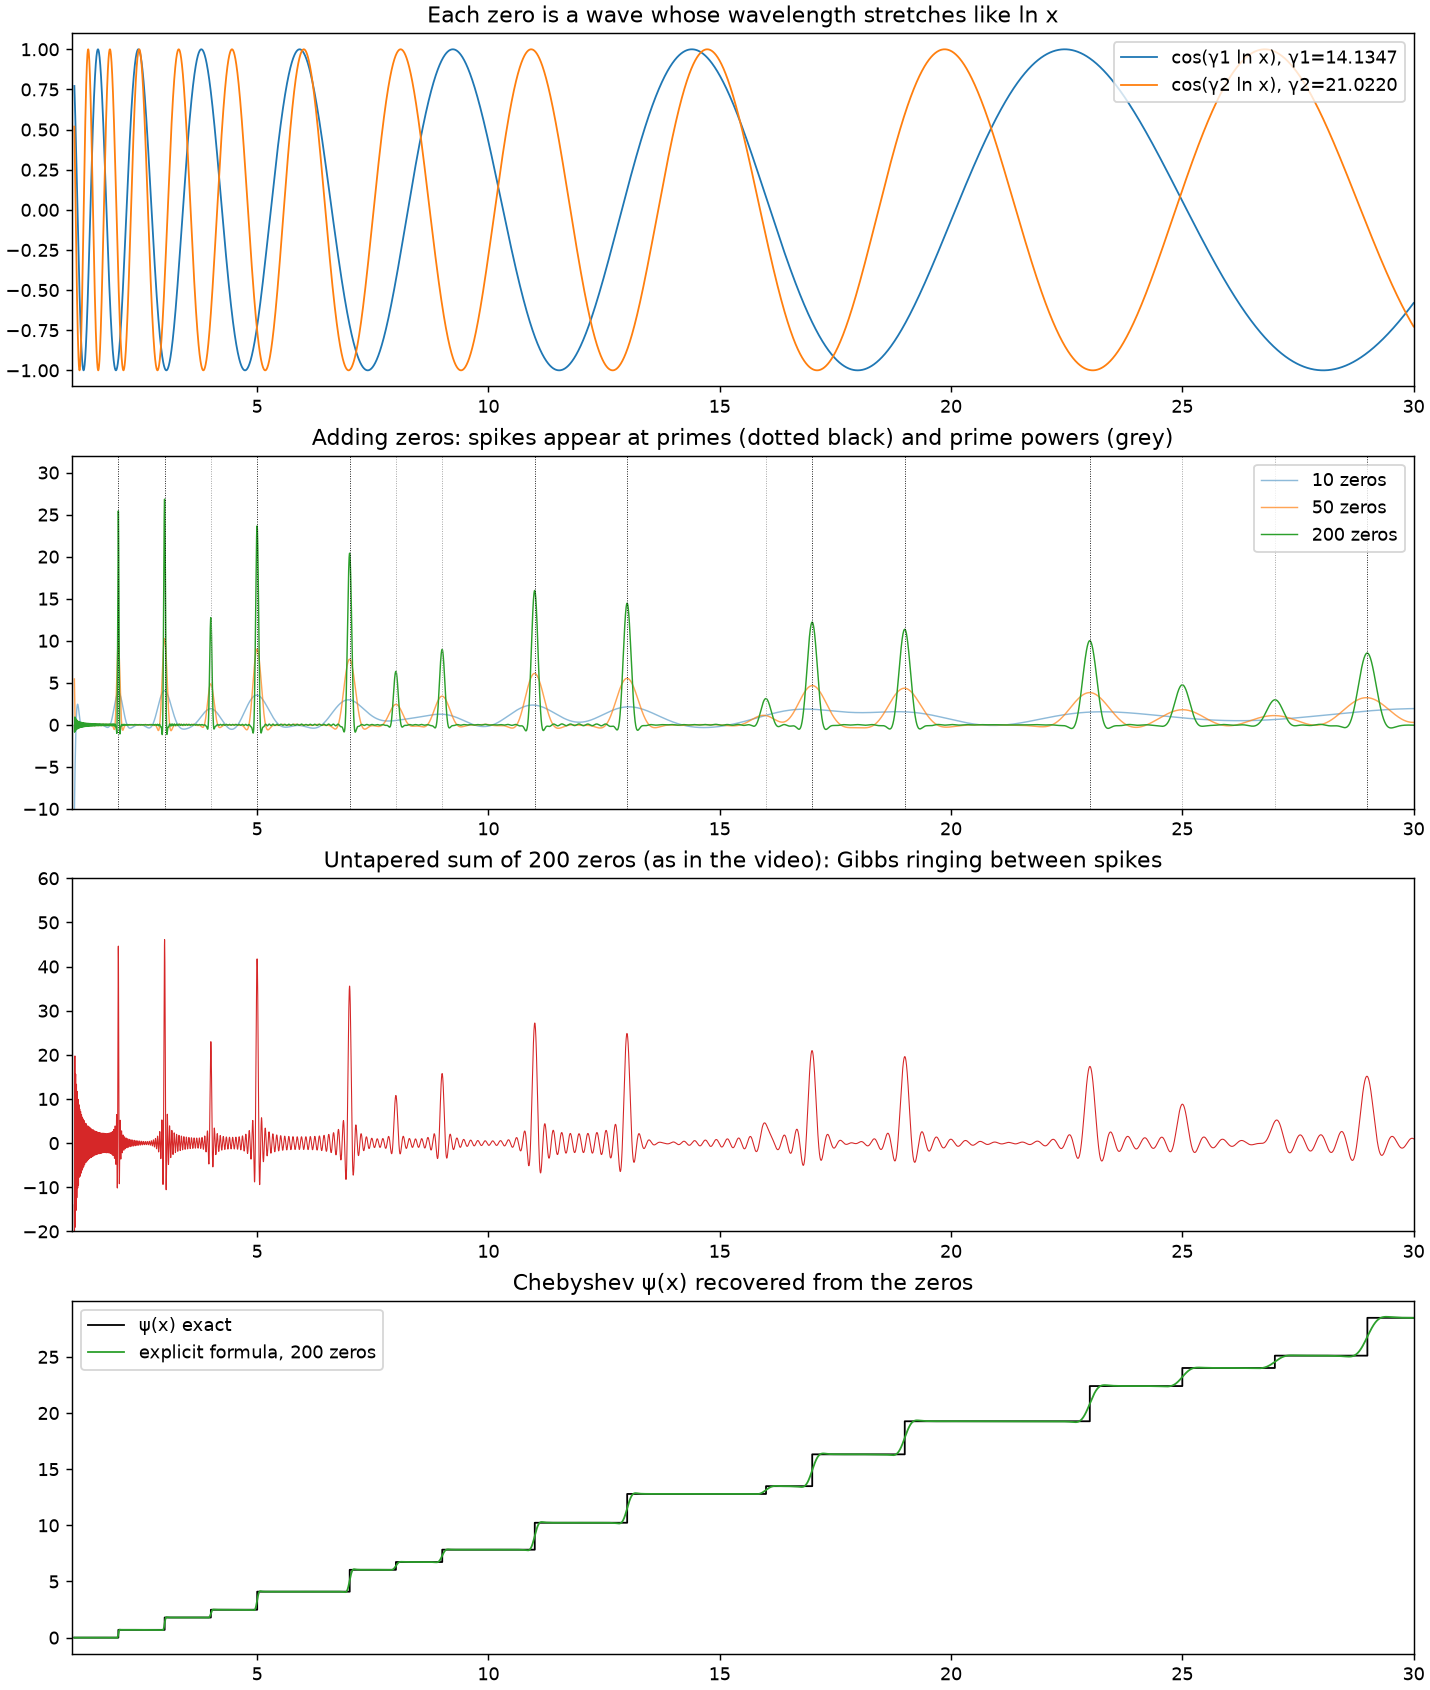 Each zero is a wave whose wavelength stretches like ln x
1.00
0.75
0.50
0.25
0.00
−0.25
−0.50
−0.75
−1.00
cos(γ1 ln x), γ1=14.1347
cos(γ2 ln x), γ2=21.0220
5 10 15 20 25 30
Adding zeros: spikes appear at primes (dotted black) and prime powers (grey)
30
25
20
15
10
5
0
−5
−10
10 zeros
50 zeros
200 zeros
5 10 15 20 25 30
Untapered sum of 200 zeros (as in the video): Gibbs ringing between spikes
60
50
40
30
20
10
0
−10
−20
5 10 15 20 25 30
Chebyshev ψ(x) recovered from the zeros
ψ(x) exact
explicit formula, 200 zeros
25
20
15
10
5
0
5 10 15 20 25 30